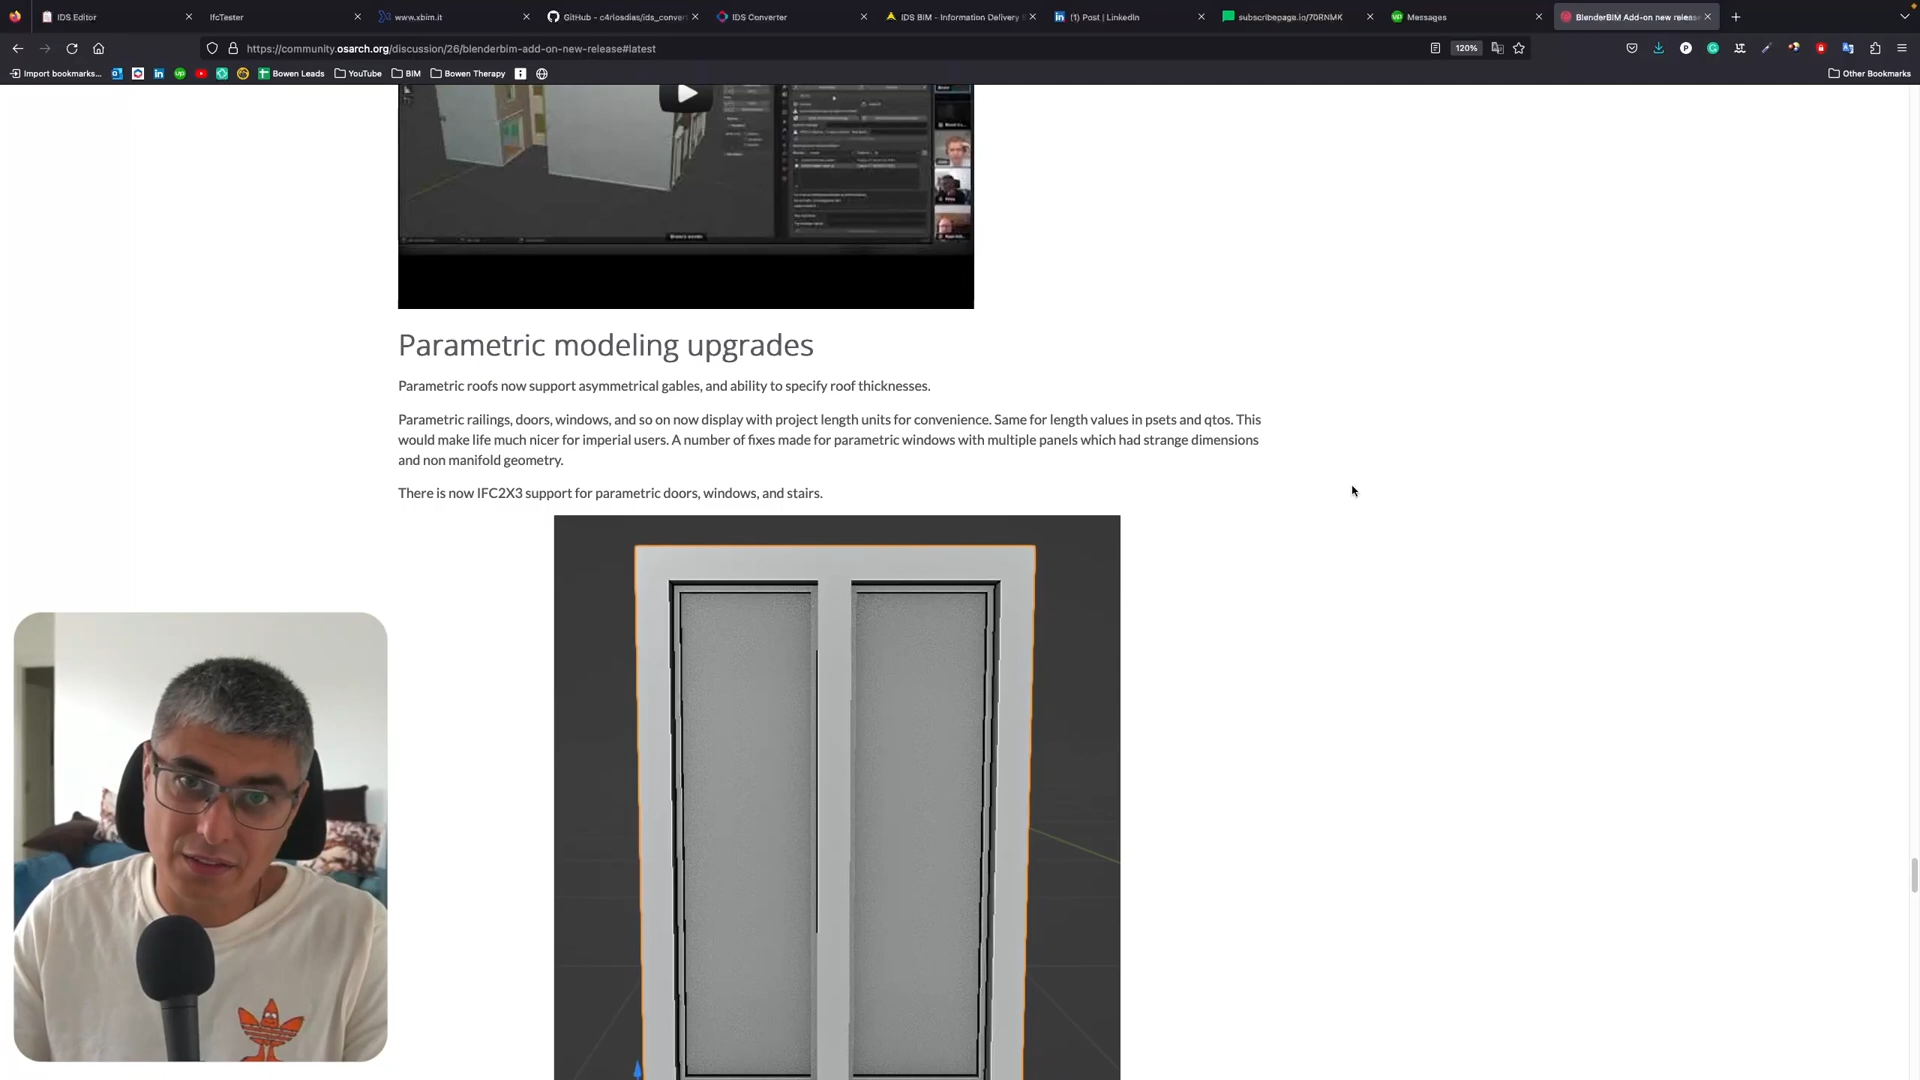 IDS Editor
IfcTester
www.xbim.it
GitHub - c4rlosdias/ids_conver
IDS Converter
IDS BIM - Information Delivery S
(1) Post | LinkedIn
subscribepage.io/70RNMK
Messages
BlenderBIM Add-on new releas
https://community.osarch.org/discussion/26/blenderbim-add-on-new-release#latest
120%
Import bookmarks...
Bowen Leads
YouTube
BIM
Bowen Therapy
Other Bookmarks
Parametric modeling upgrades
Parametric roofs now support asymmetrical gables, and ability to specify roof thicknesses.
Parametric railings, doors, windows, and so on now display with project length units for convenience. Same for length values in psets and qtos. This
would make life much nicer for imperial users. A number of fixes made for parametric windows with multiple panels which had strange dimensions
and non manifold geometry.
There is now IFC2X3 support for parametric doors, windows, and stairs.